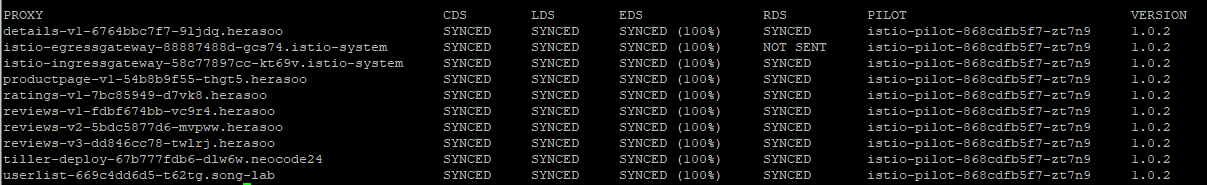 PROXY CDS LDS EDS RDS PILOT VERSION
details-v1-6764bbc7f7-9ljdq.herasoo SYNCED SYNCED SYNCED (100%) SYNCED istio-pilot-868cdfb5f7-zt7n9 1.0.2
istio-egressgateway-88887488d-gcs74.istio-system SYNCED SYNCED SYNCED (100%) NOT SENT istio-pilot-868cdfb5f7-zt7n9 1.0.2
istio-ingressgateway-58c77897cc-kt69v.istio-system SYNCED SYNCED SYNCED (100%) SYNCED istio-pilot-868cdfb5f7-zt7n9 1.0.2
productpage-v1-54b8b9f55-thgt5.herasoo SYNCED SYNCED SYNCED (100%) SYNCED istio-pilot-868cdfb5f7-zt7n9 1.0.2
ratings-v1-7bc85949-d7vk8.herasoo SYNCED SYNCED SYNCED (100%) SYNCED istio-pilot-868cdfb5f7-zt7n9 1.0.2
reviews-v1-fdbf674bb-vc9r4.herasoo SYNCED SYNCED SYNCED (100%) SYNCED istio-pilot-868cdfb5f7-zt7n9 1.0.2
reviews-v2-5bdc5877d6-mvpww.herasoo SYNCED SYNCED SYNCED (100%) SYNCED istio-pilot-868cdfb5f7-zt7n9 1.0.2
reviews-v3-dd846cc78-twlrj.herasoo SYNCED SYNCED SYNCED (100%) SYNCED istio-pilot-868cdfb5f7-zt7n9 1.0.2
tiller-deploy-67b777fdb6-dlw6w.neocode24 SYNCED SYNCED SYNCED (100%) SYNCED istio-pilot-868cdfb5f7-zt7n9 1.0.2
userlist-669c4dd6d5-t62tg.song-lab SYNCED SYNCED SYNCED (100%) SYNCED istio-pilot-868cdfb5f7-zt7n9 1.0.2